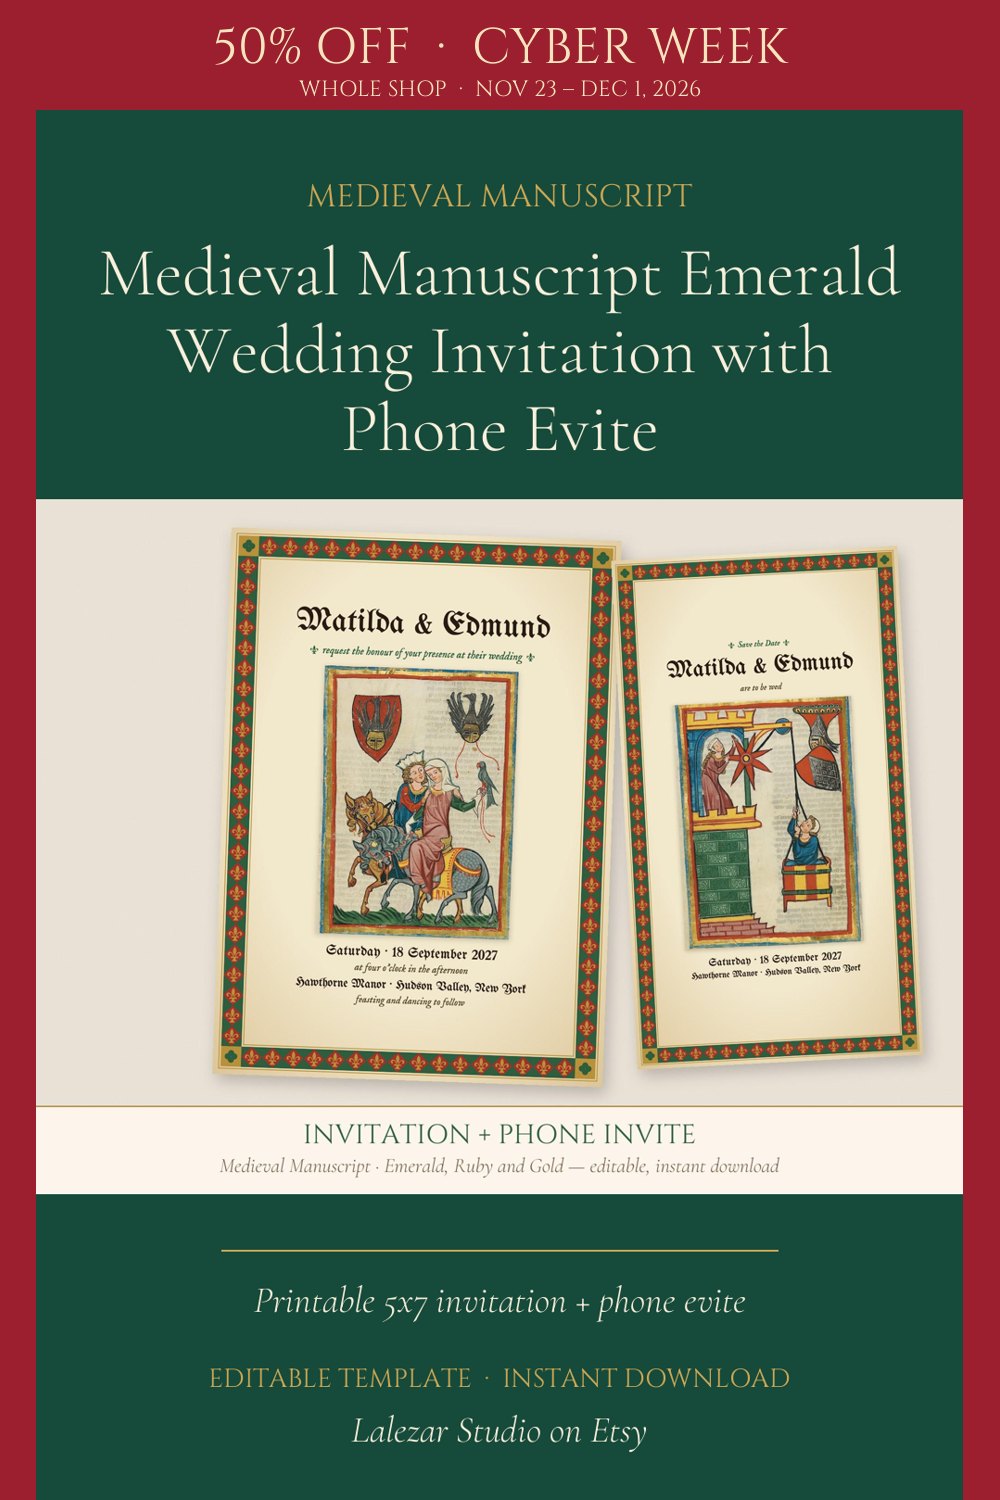 50% OFF · CYBER WEEK
WHOLE SHOP · NOV 23 – DEC 1, 2026
MEDIEVAL MANUSCRIPT
Medieval Manuscript Emerald
Wedding Invitation with
Phone Evite
Matilda & Edmund
request the honour of your presence at their wedding
Saturday · 18 September 2027
at four o'clock in the afternoon
Hawthorne Manor · Hudson Valley, New York
feasting and dancing to follow
Save the Date
Matilda & Edmund
are to be wed
Saturday · 18 September 2027
Hawthorne Manor · Hudson Valley, New York
INVITATION + PHONE INVITE
Medieval Manuscript · Emerald, Ruby and Gold — editable, instant download
Printable 5x7 invitation + phone evite
EDITABLE TEMPLATE · INSTANT DOWNLOAD
Lalezar Studio on Etsy